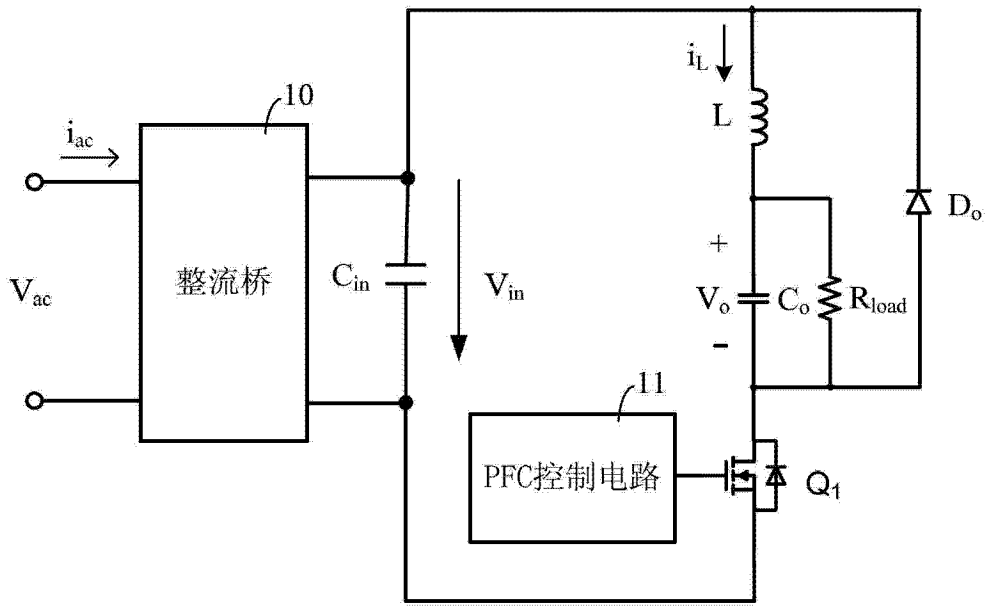 10
i_ac
V_ac
整流桥
C_in
V_in
i_L
L
+
V_o
-
C_o
R_load
D_o
11
PFC控制电路
Q1